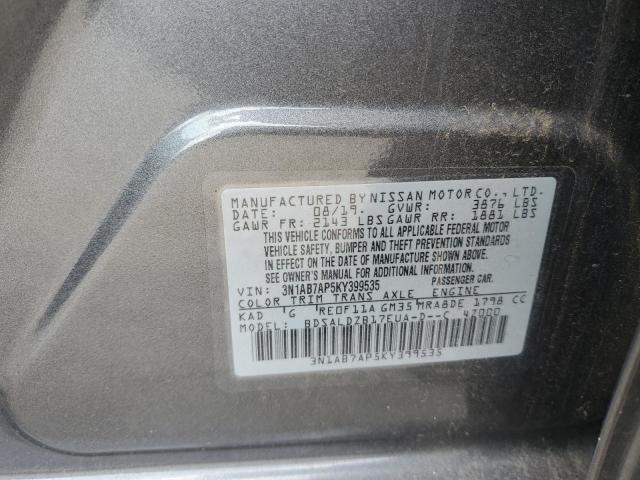 MANUFACTURED BY NISSAN MOTOR CO., LTD.
DATE: 08/19. GVWR: 3876 LBS
GAWR FR: 2143 LBS GAWR RR: 1881 LBS
THIS VEHICLE CONFORMS TO ALL APPLICABLE FEDERAL MOTOR
VEHICLE SAFETY, BUMPER AND THEFT PREVENTION STANDARDS
IN EFFECT ON THE DATE OF MANUFACTURE SHOWN ABOVE.
SEE OWNER'S MANUAL FOR ADDITIONAL INFORMATION.
VIN: 3N1AB7AP5KY399535 PASSENGER CAR.
COLOR TRIM TRANS AXLE ENGINE
KAD G RE0F11A GM35 MRA8DE 1798 CC
MODEL: BDSALDZB17EUA-D--C 42000
3N1AB7AP5KY399535